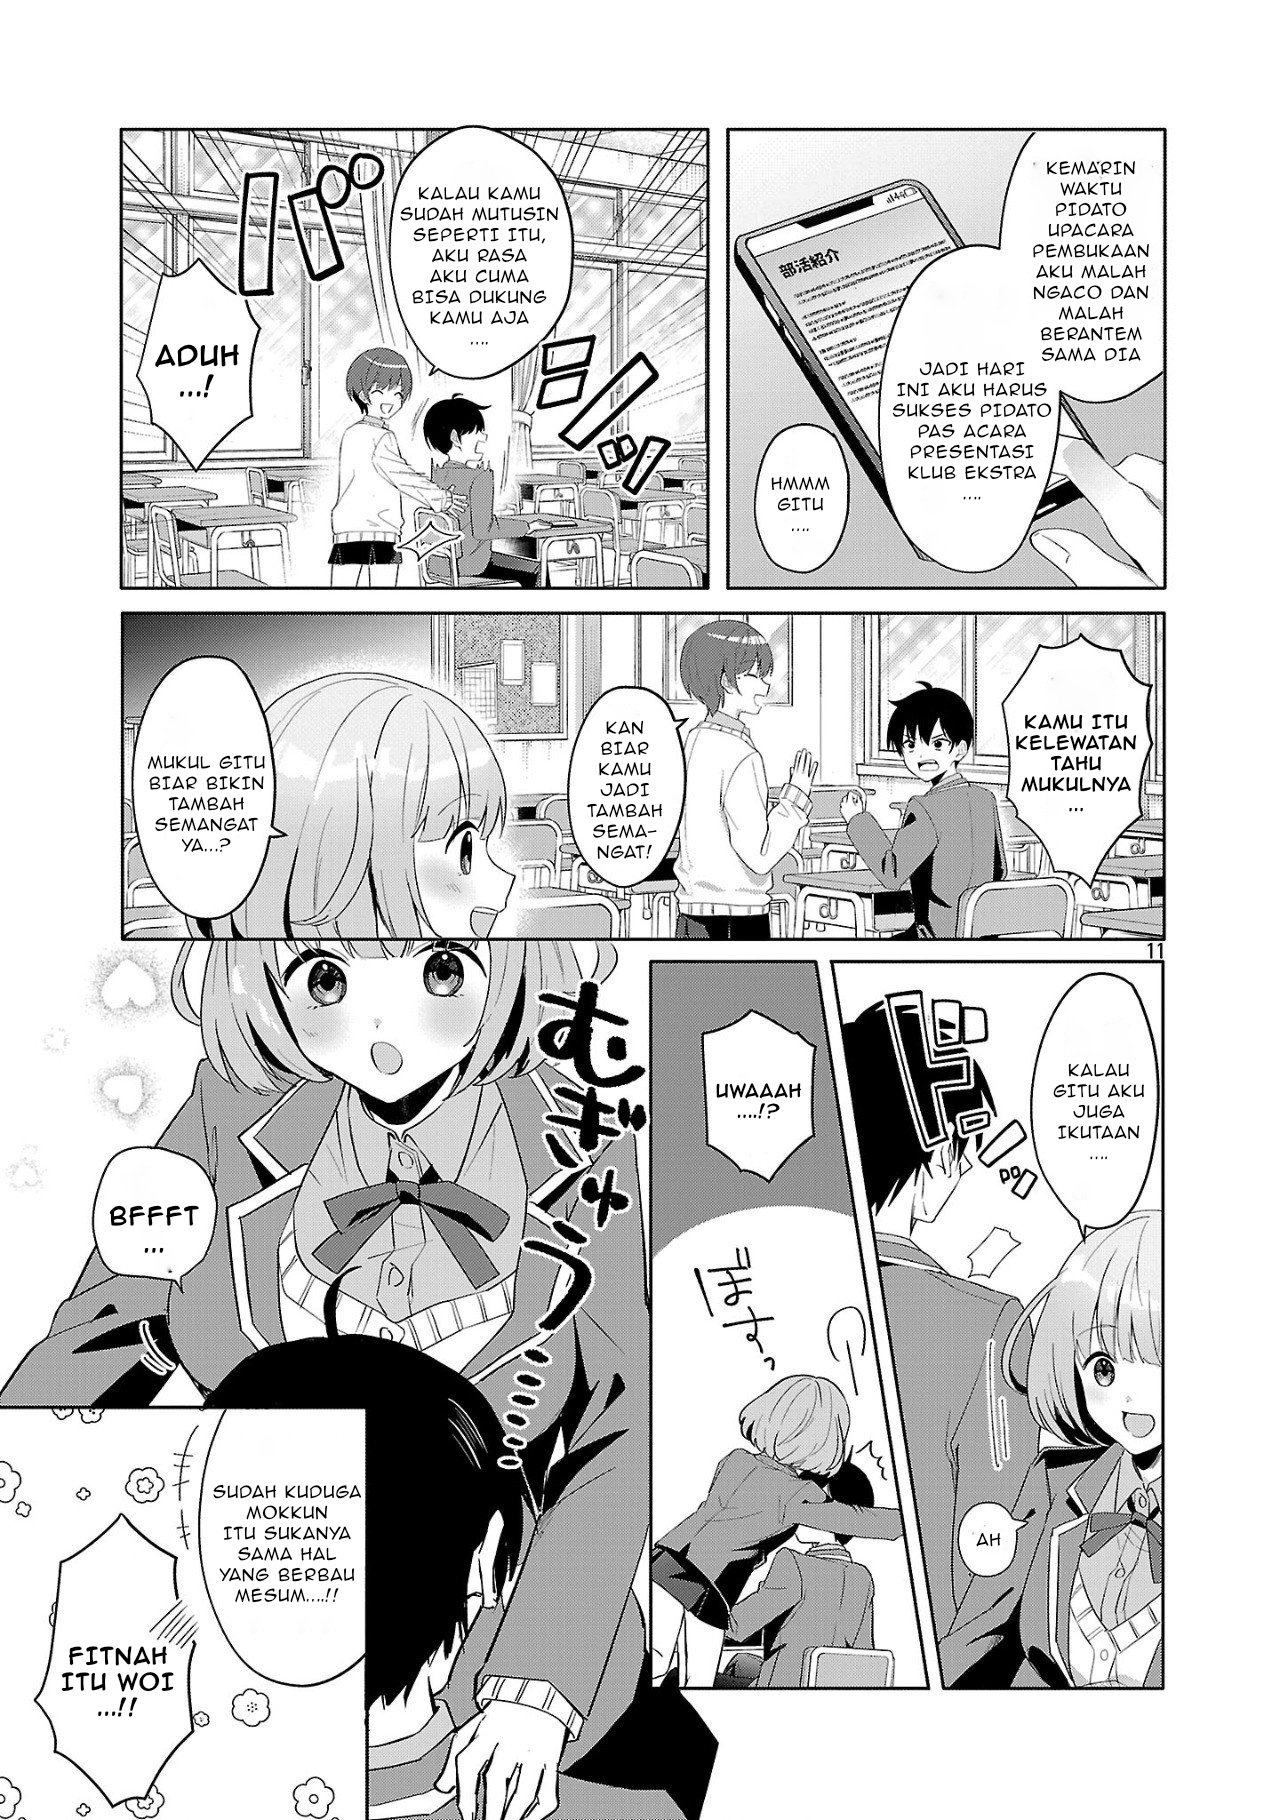 KEMARIN
WAKTU
PIDATO
UPACARA
PEMBUKAAN
AKU MALAH
NGACO DAN
MALAH
BERANTEM
SAMA DIA
部活紹介
JADI HARI
INI AKU HARUS
SUKSES PIDATO
PAS ACARA
PRESENTASI
KLUB EKSTRA
....
HMMM
GITU
....
KALAU KAMU
SUDAH MUTUSIN
SEPERTI ITU,
AKU RASA
AKU CUMA
BISA DUKUNG
KAMU AJA
....
ADUH
...!
KAMU ITU
KELEWATAN
TAHU
MUKULNYA
...
KAN
BIAR
KAMU
JADI
TAMBAH
SEMA-
NGAT!
MUKUL GITU
BIAR BIKIN
TAMBAH
SEMANGAT
YA...?
11
KALAU
GITU AKU
JUGA
IKUTAAN
....
AH
UWAAAH
....!?
ぼすっ
むぎゅう
BFFFT
...
SUDAH KUDUGA
MOKKUN
ITU SUKANYA
SAMA HAL
YANG BERBAU
MESUM....!!
FITNAH
ITU WOI
...!!